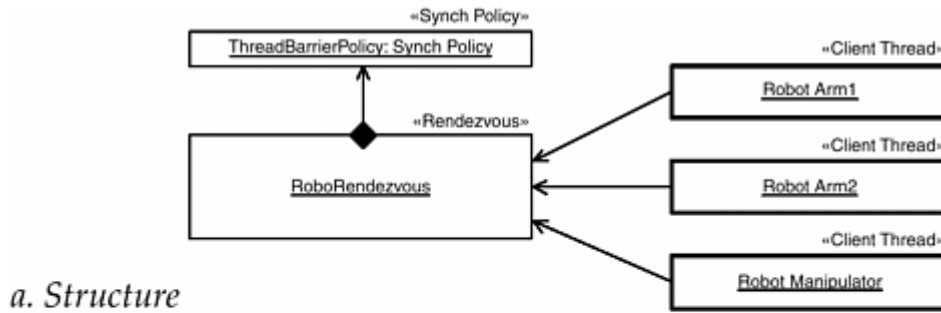 «Synch Policy»
ThreadBarrierPolicy: Synch Policy
«Client Thread»
Robot Arm1
«Rendezvous»
RoboRendezvous
«Client Thread»
Robot Arm2
«Client Thread»
Robot Manipulator
a. Structure